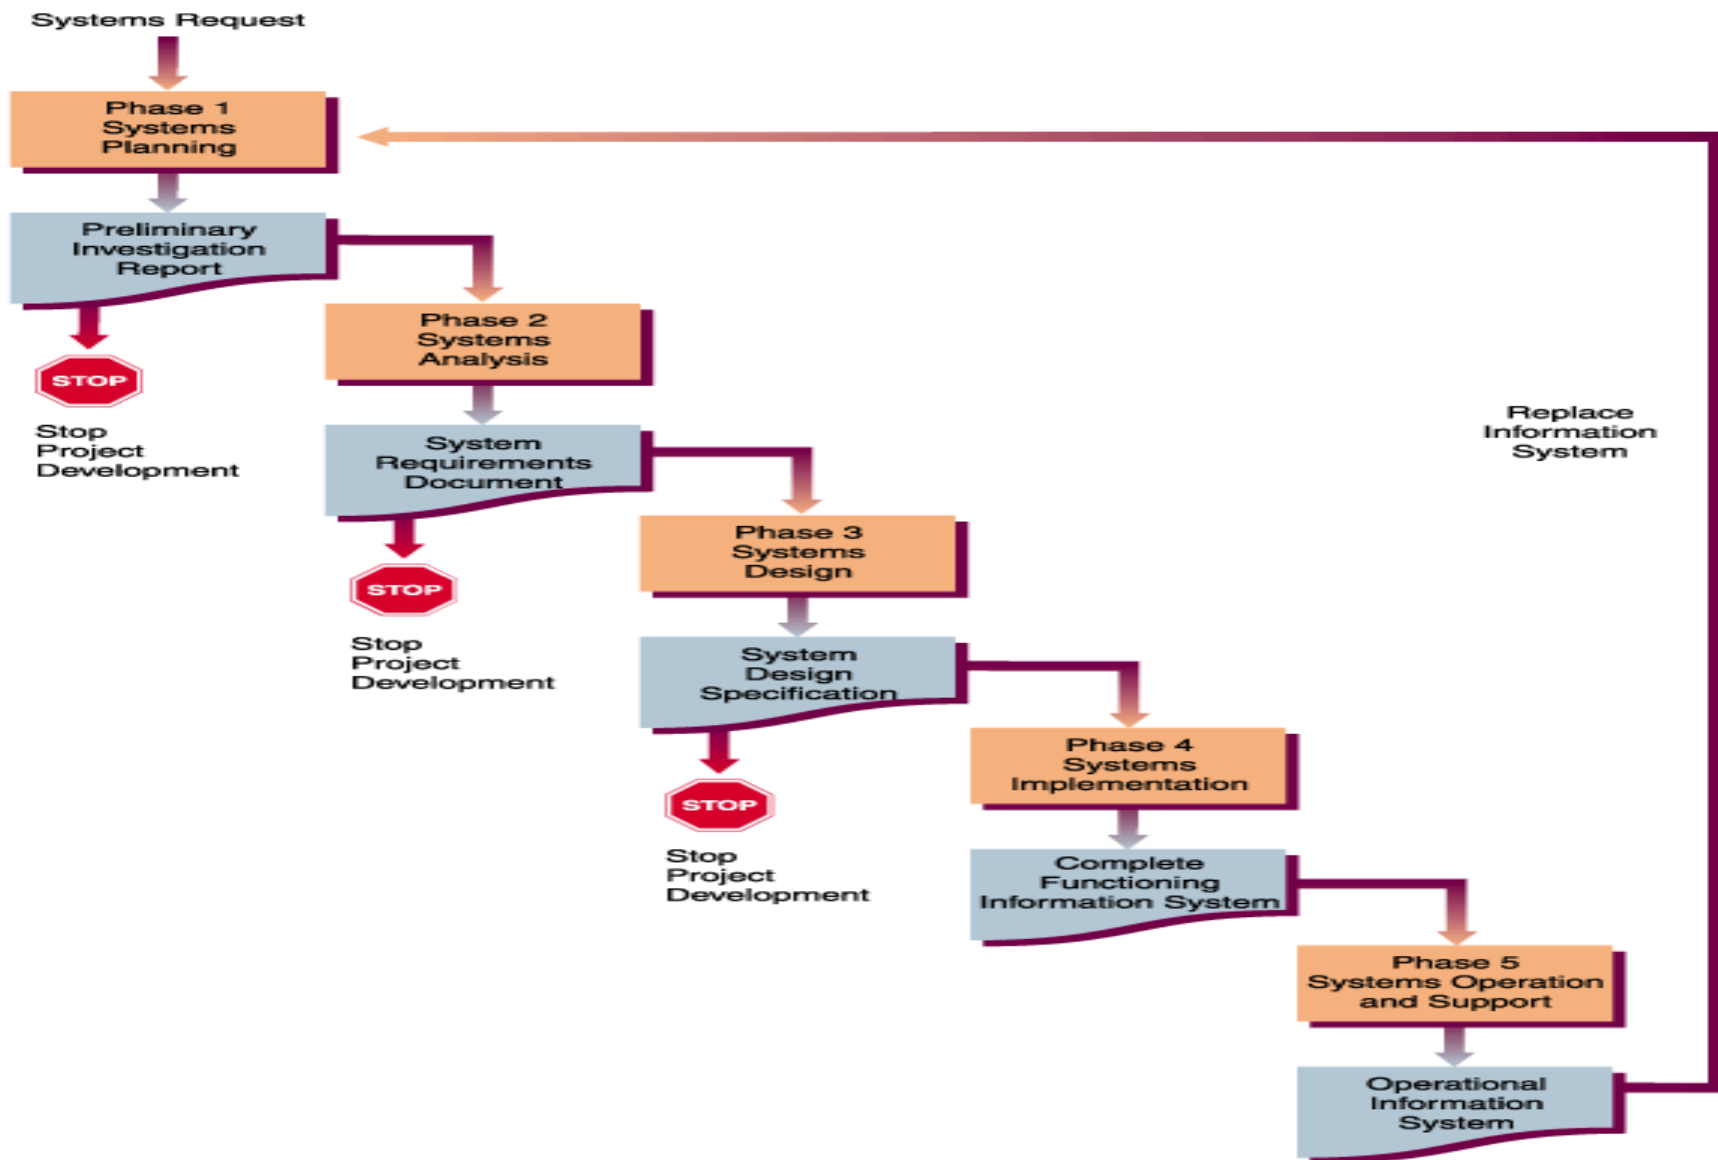 Systems Request
Phase 1
Systems
Planning
Preliminary
Investigation
Report
STOP
Stop
Project
Development
Phase 2
Systems
Analysis
System
Requirements
Document
STOP
Stop
Project
Development
Phase 3
Systems
Design
System
Design
Specification
STOP
Stop
Project
Development
Phase 4
Systems
Implementation
Complete
Functioning
Information System
Phase 5
Systems Operation
and Support
Operational
Information
System
Replace
Information
System